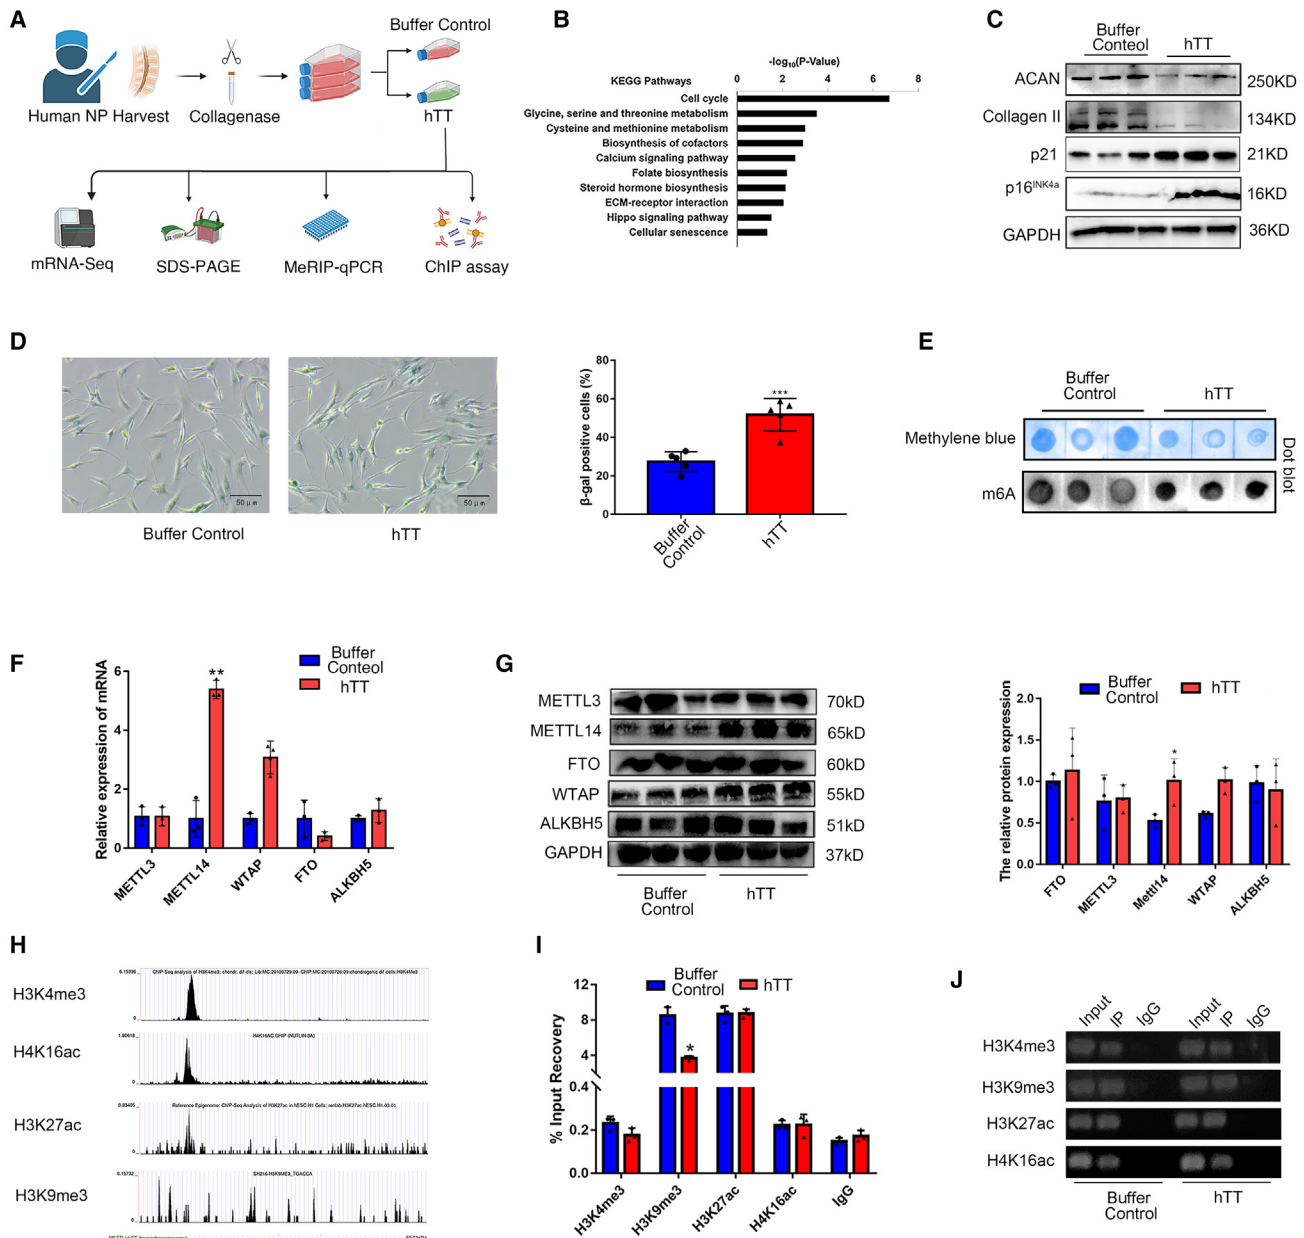 A
Human NP Harvest
Collagenase
Buffer Control
hTT
mRNA-Seq
SDS-PAGE
MeRIP-qPCR
ChIP assay
B
-log10(P-Value)
KEGG Pathways
0 2 4 6 8
Cell cycle
Glycine, serine and threonine metabolism
Cysteine and methionine metabolism
Biosynthesis of cofactors
Calcium signaling pathway
Folate biosynthesis
Steroid hormone biosynthesis
ECM-receptor interaction
Hippo signaling pathway
Cellular senescence
C
Buffer
Conteol
hTT
ACAN 250KD
Collagen II 134KD
p21 21KD
p16INK4a 16KD
GAPDH 36KD
D
50 μm
50 μm
Buffer Control
hTT
β-gal positive cells (%)
80
60
40
20
0
***
Buffer
Control
hTT
E
Buffer
Control
hTT
Methylene blue
m6A
Dot blot
F
Relative expression of mRNA
6
4
2
0
**
Buffer
Conteol
hTT
METTL3
METTL14
WTAP
FTO
ALKBH5
G
METTL3 70kD
METTL14 65kD
FTO 60kD
WTAP 55kD
ALKBH5 51kD
GAPDH 37kD
Buffer
Control
hTT
The relative protein expression
2.0
1.5
1.0
0.5
0.0
Buffer
Control
hTT
*
FTO
METTL3
Mettl14
WTAP
ALKBH5
H
H3K4me3
H4K16ac
H4K16AC CHIP (NUTLIN-3A)
0
H3K27ac
0
H3K9me3
0.15732
0
I
% Input Recovery
12
8
4
0.4
0.2
0.0
Buffer
Control
hTT
*
H3K4me3
H3K9me3
H3K27ac
H4K16ac
IgG
J
Input IP IgG Input IP IgG
H3K4me3
H3K9me3
H3K27ac
H4K16ac
Buffer
Control
hTT